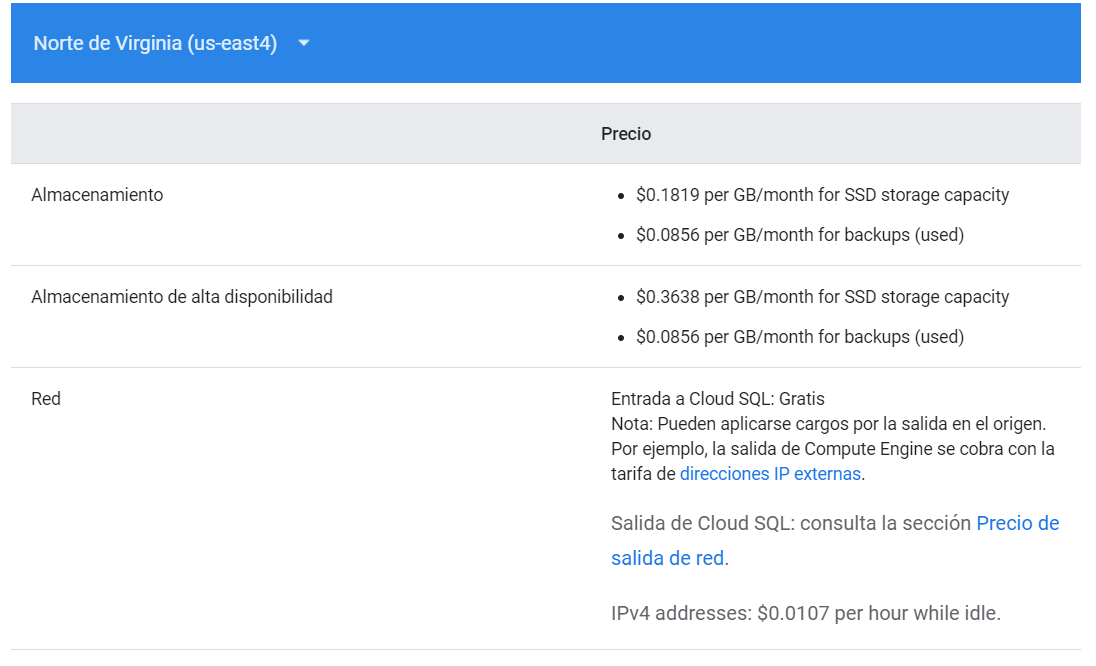 Norte de Virginia (us-east4)
Precio
Almacenamiento
$0.1819 per GB/month for SSD storage capacity
$0.0856 per GB/month for backups (used)
Almacenamiento de alta disponibilidad
$0.3638 per GB/month for SSD storage capacity
$0.0856 per GB/month for backups (used)
Red
Entrada a Cloud SQL: Gratis
Nota: Pueden aplicarse cargos por la salida en el origen.
Por ejemplo, la salida de Compute Engine se cobra con la
tarifa de direcciones IP externas.
Salida de Cloud SQL: consulta la sección Precio de
salida de red.
IPv4 addresses: $0.0107 per hour while idle.